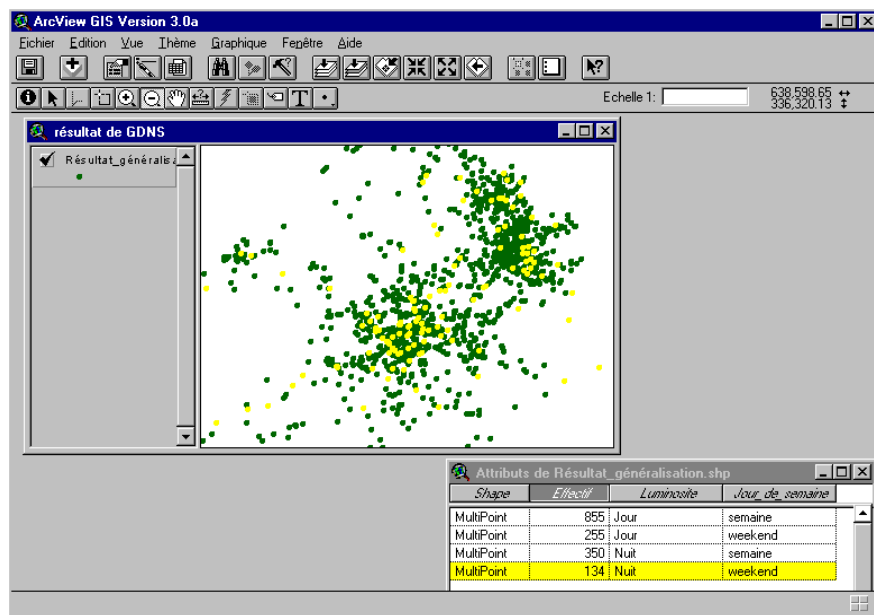 ArcView GIS Version 3.0a
Fichier Edition Vue Thème Graphique Fenêtre Aide
Echelle 1: 638,598.65
336,320.13
résultat de GDNS
Résultat_généralisa
Attributs de Résultat_généralisation.shp
Shape Effectif Luminosite Jour_de_semaine
MultiPoint 855 Jour semaine
MultiPoint 255 Jour weekend
MultiPoint 350 Nuit semaine
MultiPoint 134 Nuit weekend